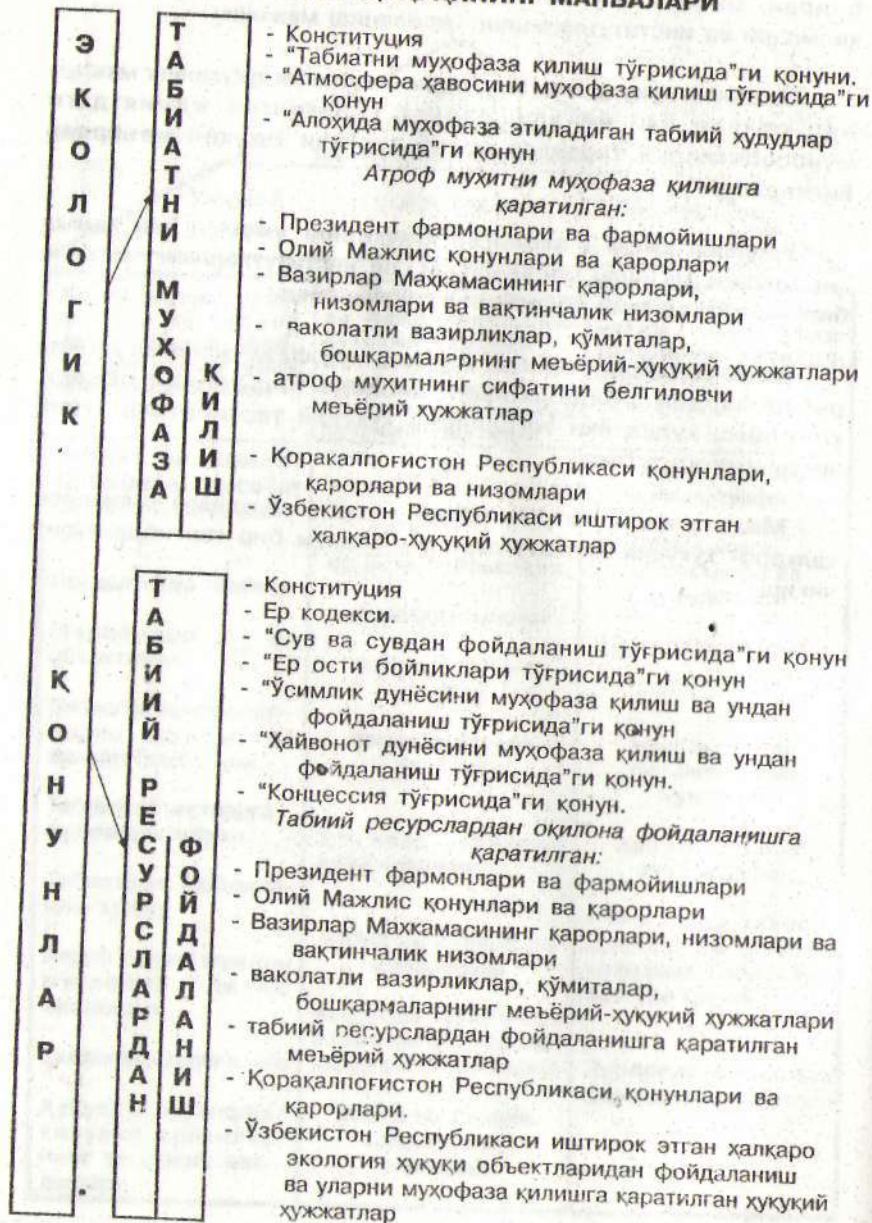 МАНБАЛАРИ
ЭКОЛОГИК ҚОНУНЛАР
ТАБИАТНИ МУҲОФАЗА
ҚИЛИШ
- Конституция
- “Табиатни муҳофаза қилиш тўғрисида”ги қонуни.
- “Атмосфера ҳавосини муҳофаза қилиш тўғрисида”ги
қонун
- “Алоҳида муҳофаза этиладиган табиий ҳудудлар
тўғрисида”ги қонун
Атроф муҳитни муҳофаза қилишга
қаратилган:
- Президент фармонлари ва фармойишлари
- Олий Мажлис қонунлари ва қарорлари
- Вазирлар Маҳкамасининг қарорлари,
низомлари ва вақтинчалик низомлари
- ваколатли вазирликлар, қўмиталар,
бошқармаларнинг меъёрий-ҳуқуқий ҳужжатлари
- атроф муҳитнинг сифатини белгиловчи
меъёрий ҳужжатлар
- Қоракалпоғистон Республикаси қонунлари,
қарорлари ва низомлари
- Ўзбекистон Республикаси иштирок этган
халқаро-ҳуқуқий ҳужжатлар
ТАБИИЙ РЕСУРСЛАРДАН
ФОЙДАЛАНИШ
- Конституция
- Ер кодекси.
- “Сув ва сувдан фойдаланиш тўғрисида”ги қонун
- “Ер ости бойликлари тўғрисида”ги қонун
- “Ўсимлик дунёсини муҳофаза қилиш ва ундан
фойдаланиш тўғрисида”ги қонун
- “Ҳайвонот дунёсини муҳофаза қилиш ва ундан
фойдаланиш тўғрисида”ги қонун.
- “Концессия тўғрисида”ги қонун.
Табиий ресурслардан оқилона фойдаланишга
қаратилган:
- Президент фармонлари ва фармойишлари
- Олий Мажлис қонунлари ва қарорлари
- Вазирлар Махкамасининг қарорлари, низомлари ва
вақтинчалик низомлари
- ваколатли вазирликлар, қўмиталар,
бошқармаларнинг меъёрий-ҳуқуқий ҳужжатлари
- табиий ресурслардан фойдаланишга қаратилган
меъёрий ҳужжатлар
- Қорақалпоғистон Республикаси қонунлари ва
қарорлари.
- Ўзбекистон Республикаси иштирок этган ҳалқаро
экология ҳуқуқи объектларидан фойдаланиш
ва уларни муҳофаза қилишга қаратилган ҳуқуқий
ҳужжатлар